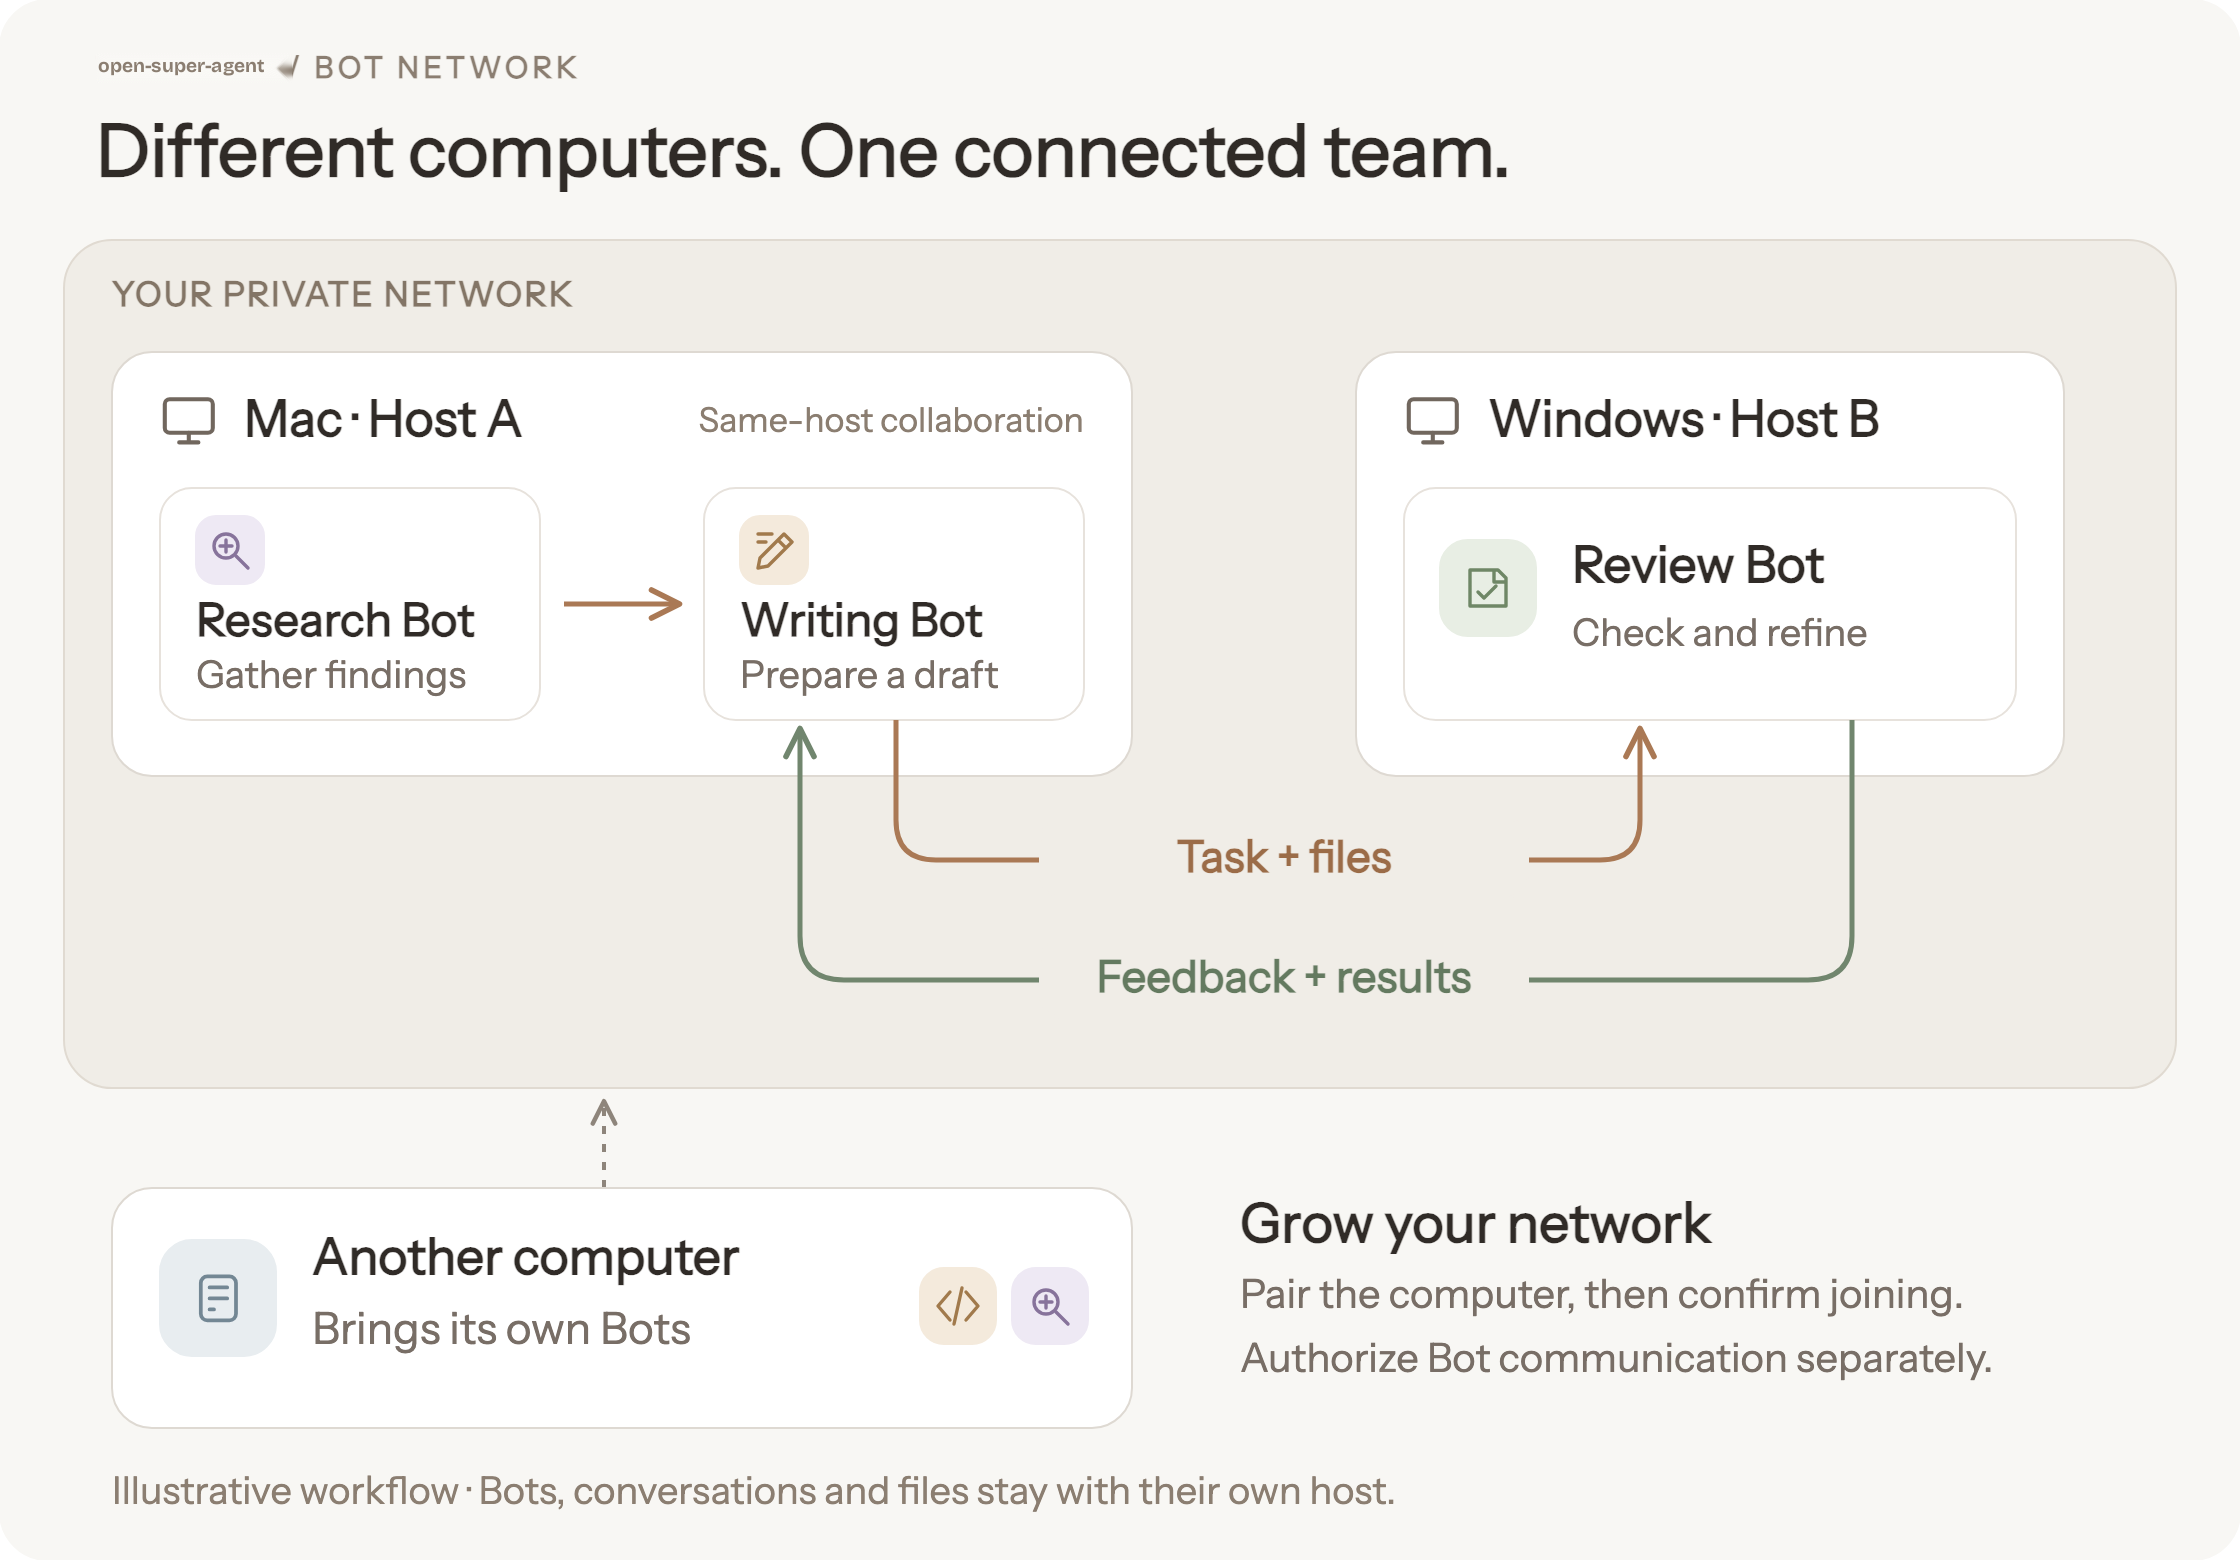 open-super-agent / BOT NETWORK
Different computers. One connected team.
YOUR PRIVATE NETWORK
Mac · Host A
Same-host collaboration
Research Bot
Gather findings
Writing Bot
Prepare a draft
Windows · Host B
Review Bot
Check and refine
Task + files
Feedback + results
Another computer
Brings its own Bots
</>
Grow your network
Pair the computer, then confirm joining.
Authorize Bot communication separately.
Illustrative workflow · Bots, conversations and files stay with their own host.